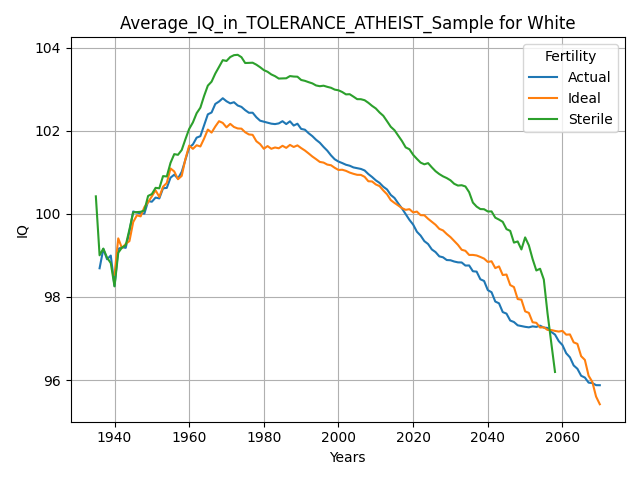 Average_IQ_in_TOLERANCE_ATHEIST_Sample for White
Fertility
Actual
Ideal
Sterile
104
102
100
98
96
IQ
1940
1960
1980
2000
2020
2040
2060
Years